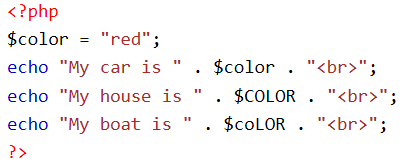 <?php
$color = "red";
echo "My car is " . $color . "<br>";
echo "My house is " . $COLOR . "<br>";
echo "My boat is " . $coLOR . "<br>";
?>